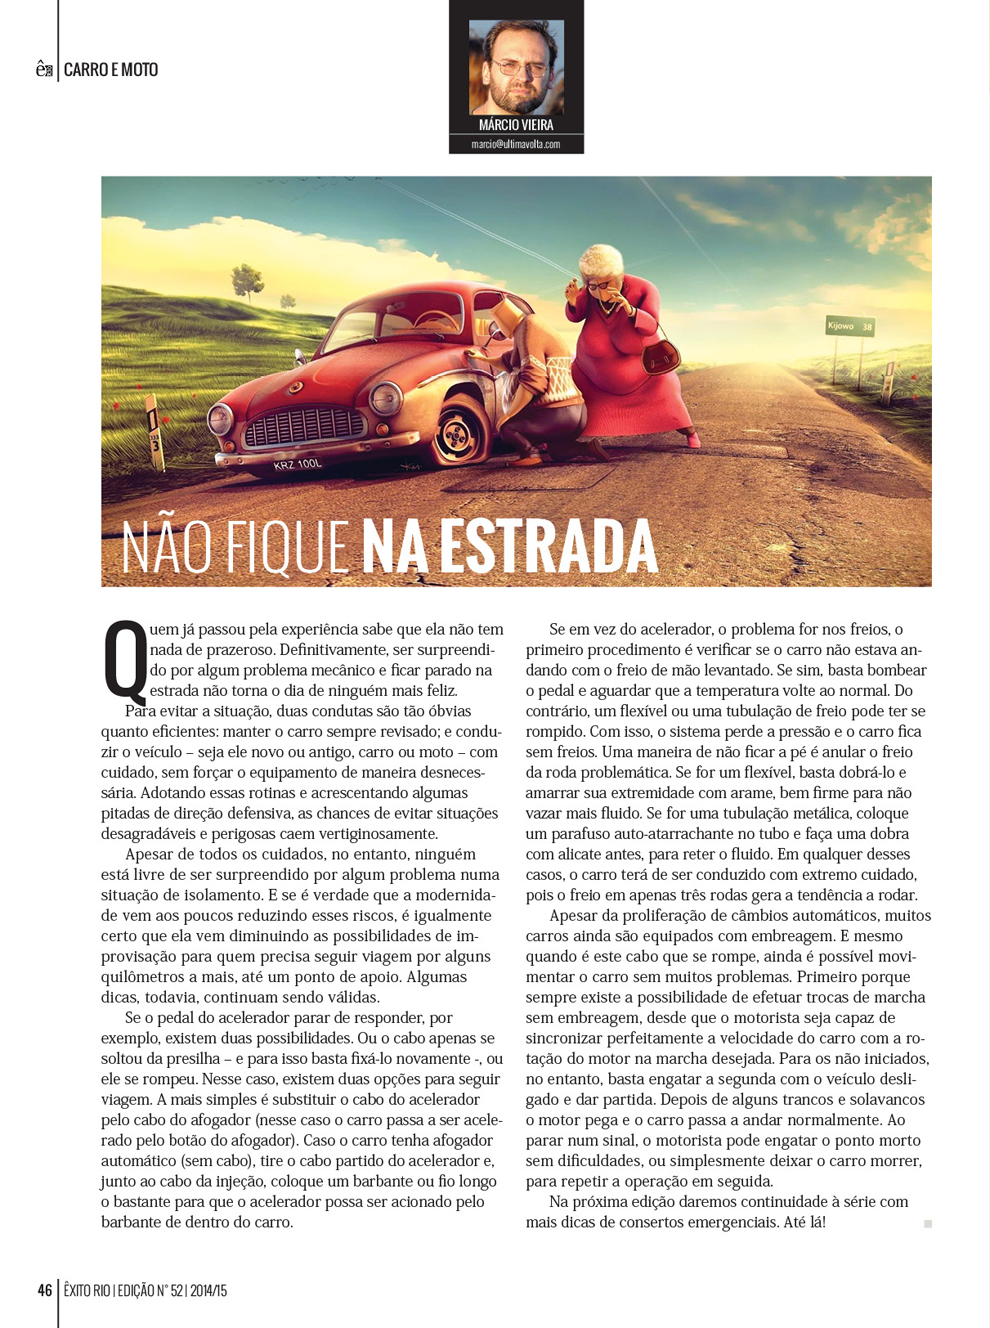 ê
CARRO E MOTO
MÁRCIO VIEIRA
marcio@ultimavolta.com
Kijowo 38
3
KRZ 100L
NÃO FIQUE NA ESTRADA
Quem já passou pela experiência sabe que ela não tem
nada de prazeroso. Definitivamente, ser surpreendi-
do por algum problema mecânico e ficar parado na
estrada não torna o dia de ninguém mais feliz.
Para evitar a situação, duas condutas são tão óbvias
quanto eficientes: manter o carro sempre revisado; e condu-
zir o veículo – seja ele novo ou antigo, carro ou moto – com
cuidado, sem forçar o equipamento de maneira desneces-
sária. Adotando essas rotinas e acrescentando algumas
pitadas de direção defensiva, as chances de evitar situações
desagradáveis e perigosas caem vertiginosamente.
Apesar de todos os cuidados, no entanto, ninguém
está livre de ser surpreendido por algum problema numa
situação de isolamento. E se é verdade que a modernida-
de vem aos poucos reduzindo esses riscos, é igualmente
certo que ela vem diminuindo as possibilidades de im-
provisação para quem precisa seguir viagem por alguns
quilômetros a mais, até um ponto de apoio. Algumas
dicas, todavia, continuam sendo válidas.
Se o pedal do acelerador parar de responder, por
exemplo, existem duas possibilidades. Ou o cabo apenas se
soltou da presilha – e para isso basta fixá-lo novamente -, ou
ele se rompeu. Nesse caso, existem duas opções para seguir
viagem. A mais simples é substituir o cabo do acelerador
pelo cabo do afogador (nesse caso o carro passa a ser acele-
rado pelo botão do afogador). Caso o carro tenha afogador
automático (sem cabo), tire o cabo partido do acelerador e,
junto ao cabo da injeção, coloque um barbante ou fio longo
o bastante para que o acelerador possa ser acionado pelo
barbante de dentro do carro.
Se em vez do acelerador, o problema for nos freios, o
primeiro procedimento é verificar se o carro não estava an-
dando com o freio de mão levantado. Se sim, basta bombear
o pedal e aguardar que a temperatura volte ao normal. Do
contrário, um flexível ou uma tubulação de freio pode ter se
rompido. Com isso, o sistema perde a pressão e o carro fica
sem freios. Uma maneira de não ficar a pé é anular o freio
da roda problemática. Se for um flexível, basta dobrá-lo e
amarrar sua extremidade com arame, bem firme para não
vazar mais fluido. Se for uma tubulação metálica, coloque
um parafuso auto-atarrachante no tubo e faça uma dobra
com alicate antes, para reter o fluido. Em qualquer desses
casos, o carro terá de ser conduzido com extremo cuidado,
pois o freio em apenas três rodas gera a tendência a rodar.
Apesar da proliferação de câmbios automáticos, muitos
carros ainda são equipados com embreagem. E mesmo
quando é este cabo que se rompe, ainda é possível movi-
mentar o carro sem muitos problemas. Primeiro porque
sempre existe a possibilidade de efetuar trocas de marcha
sem embreagem, desde que o motorista seja capaz de
sincronizar perfeitamente a velocidade do carro com a ro-
tação do motor na marcha desejada. Para os não iniciados,
no entanto, basta engatar a segunda com o veículo desli-
gado e dar partida. Depois de alguns trancos e solavancos
o motor pega e o carro passa a andar normalmente. Ao
parar num sinal, o motorista pode engatar o ponto morto
sem dificuldades, ou simplesmente deixar o carro morrer,
para repetir a operação em seguida.
Na próxima edição daremos continuidade à série com
mais dicas de consertos emergenciais. Até lá!
46 ÊXITO RIO | EDIÇÃO N° 52 | 2014/15